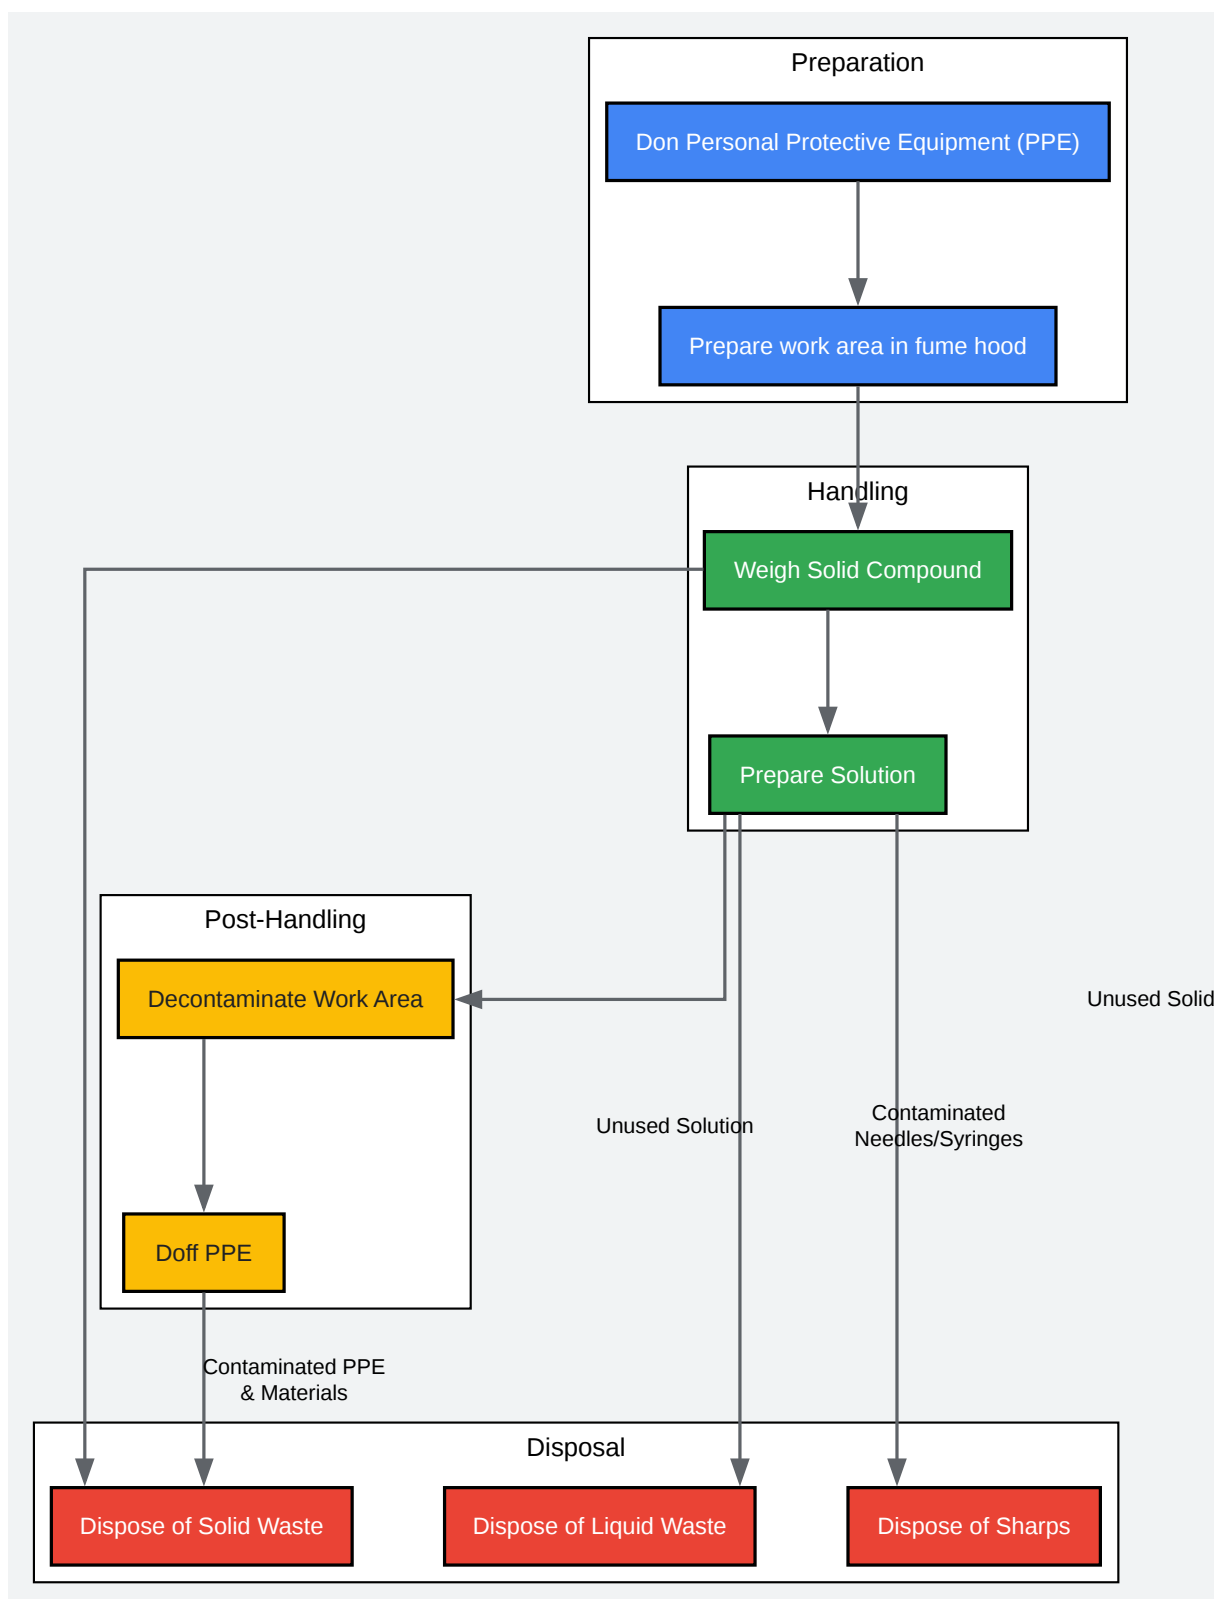 Preparation
Don Personal Protective Equipment (PPE)
Prepare work area in fume hood
Handling
Weigh Solid Compound
Prepare Solution
Post-Handling
Decontaminate Work Area
Unused Solid
Unused Solution
Contaminated
Needles/Syringes
Doff PPE
Contaminated PPE
& Materials
Disposal
Dispose of Solid Waste
Dispose of Liquid Waste
Dispose of Sharps